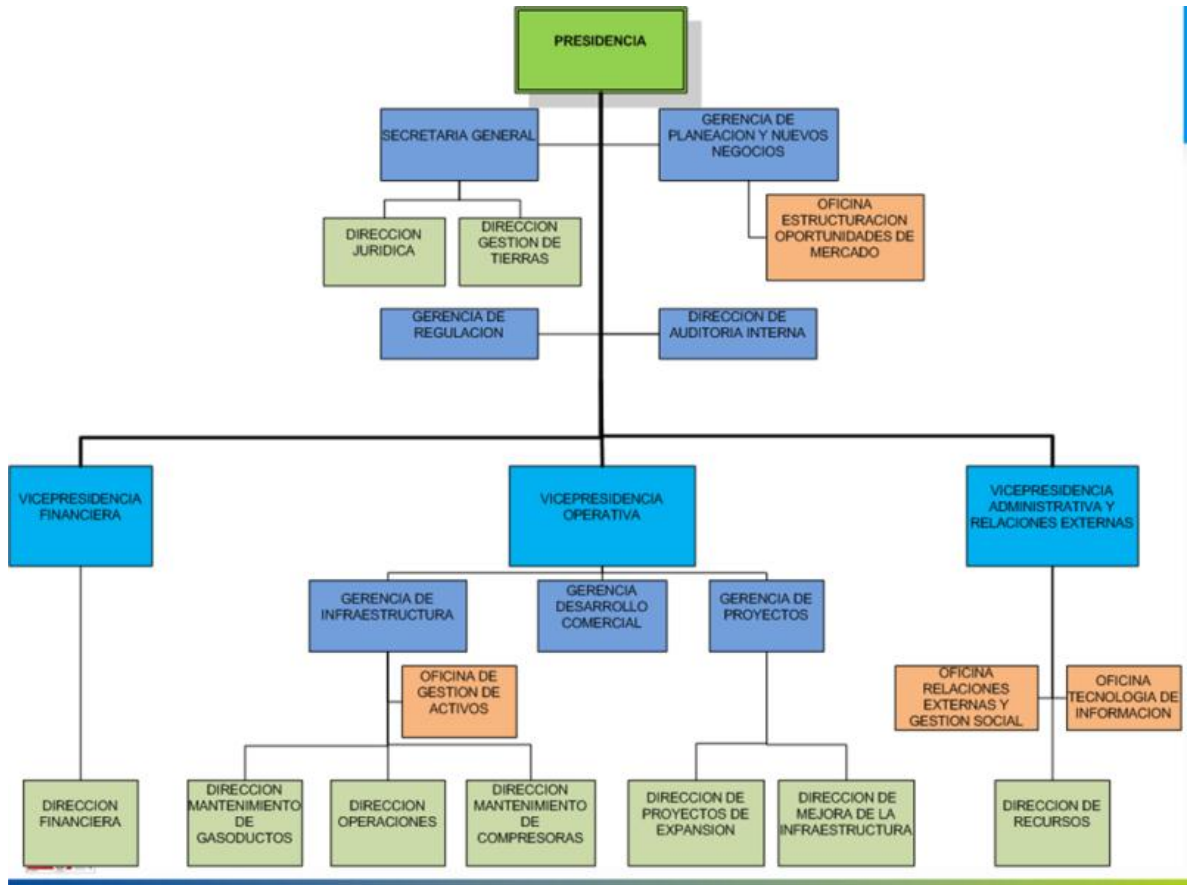 PRESIDENCIA
SECRETARIA GENERAL
GERENCIA DE
PLANEACION Y NUEVOS
NEGOCIOS
DIRECCION
JURIDICA
DIRECCION
GESTION DE
TIERRAS
OFICINA
ESTRUCTURACION
OPORTUNIDADES DE
MERCADO
GERENCIA DE
REGULACION
DIRECCION DE
AUDITORIA INTERNA
VICEPRESIDENCIA
FINANCIERA
VICEPRESIDENCIA
OPERATIVA
VICEPRESIDENCIA
ADMINISTRATIVA Y
RELACIONES EXTERNAS
GERENCIA DE
INFRAESTRUCTURA
GERENCIA
DESARROLLO
COMERCIAL
GERENCIA DE
PROYECTOS
OFICINA DE
GESTION DE
ACTIVOS
OFICINA
RELACIONES
EXTERNAS Y
GESTION SOCIAL
OFICINA
TECNOLOGIA DE
INFORMACION
DIRECCION
FINANCIERA
DIRECCION
MANTENIMIENTO
DE
GASODUCTOS
DIRECCION
OPERACIONES
DIRECCION
MANTENIMIENTO
DE
COMPRESORAS
DIRECCION DE
PROYECTOS DE
EXPANSION
DIRECCION DE
MEJORA DE LA
INFRAESTRUCTURA
DIRECCION DE
RECURSOS